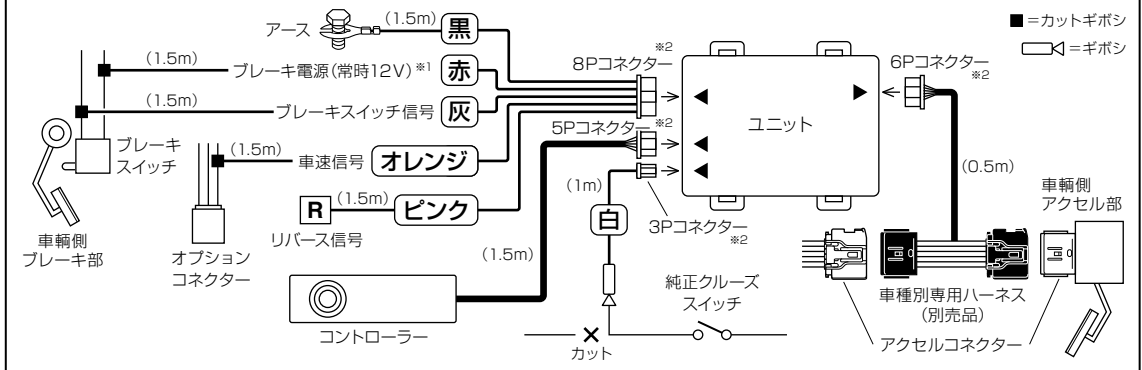 アース
(1.5m)
黒
■=カットギボシ
=ギボシ
(1.5m)
ブレーキ電源(常時12V)※1
赤
8Pコネクター※2
6Pコネクター※2
(1.5m)
ブレーキスイッチ信号
灰
5Pコネクター※2
ユニット
ブレーキ
スイッチ
(1.5m)
車速信号
オレンジ
(1m)
(0.5m)
R
(1.5m)
ピンク
白
3Pコネクター※2
リバース信号
車輌側
ブレーキ部
オプション
コネクター
(1.5m)
車輌側
アクセル部
純正クルーズ
スイッチ
車種別専用ハーネス
(別売品)
コントローラー
カット
アクセルコネクター